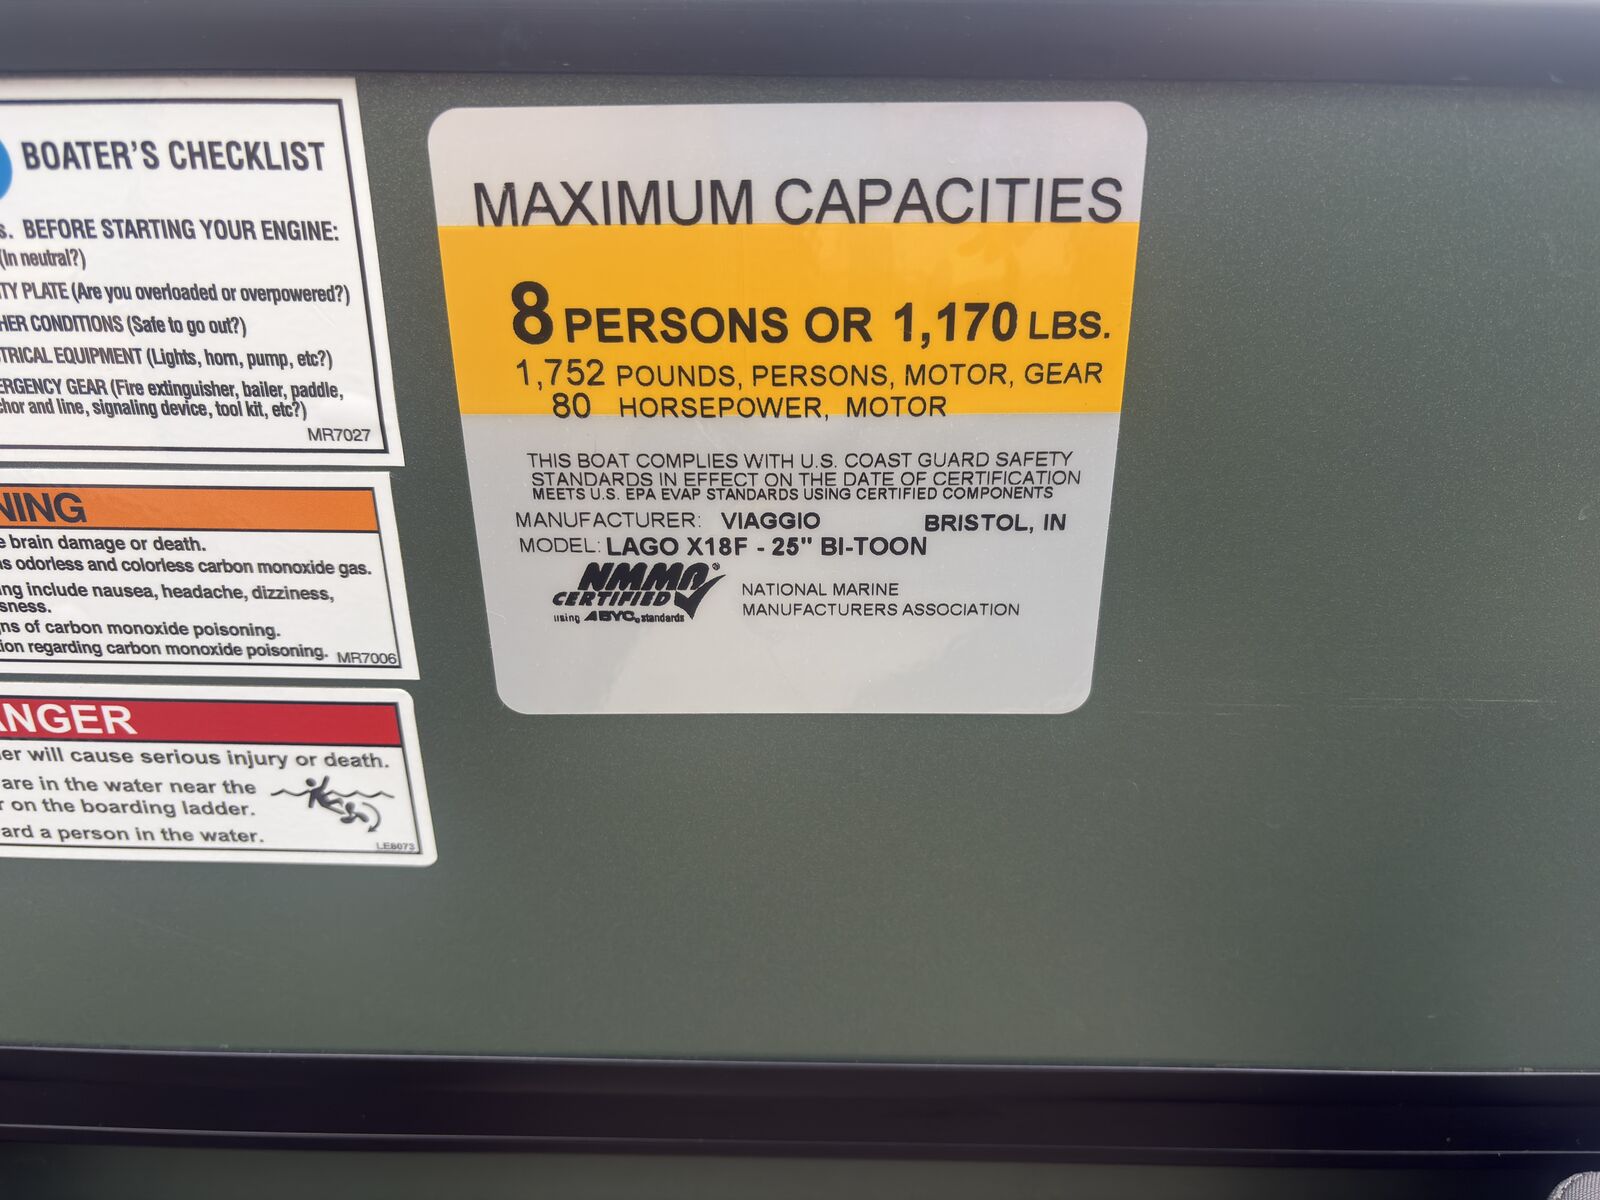 BOATER'S CHECKLIST
s. BEFORE STARTING YOUR ENGINE:
(In neutral?)
TY PLATE (Are you overloaded or overpowered?)
HER CONDITIONS (Safe to go out?)
TRICAL EQUIPMENT (Lights, horn, pump, etc?)
ERGENCY GEAR (Fire extinguisher, bailer, paddle,
chor and line, signaling device, tool kit, etc?)
MR7027
NING
e brain damage or death.
as odorless and colorless carbon monoxide gas.
ng include nausea, headache, dizziness,
sness.
ns of carbon monoxide poisoning.
ion regarding carbon monoxide poisoning.
MR7006
ANGER
er will cause serious injury or death.
are in the water near the
r on the boarding ladder.
ard a person in the water.
LE8073
MAXIMUM CAPACITIES
8 PERSONS OR 1,170 LBS.
1,752 POUNDS, PERSONS, MOTOR, GEAR
80 HORSEPOWER, MOTOR
THIS BOAT COMPLIES WITH U.S. COAST GUARD SAFETY
STANDARDS IN EFFECT ON THE DATE OF CERTIFICATION
MEETS U.S. EPA EVAP STANDARDS USING CERTIFIED COMPONENTS
MANUFACTURER: VIAGGIO BRISTOL, IN
MODEL: LAGO X18F - 25" BI-TOON
NMMA®
CERTIFIED
using ABYC® standards
NATIONAL MARINE
MANUFACTURERS ASSOCIATION